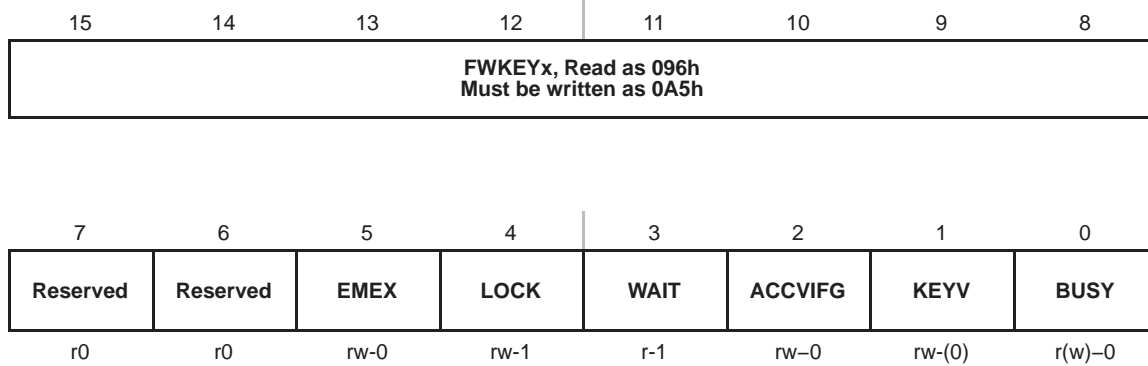 15 14 13 12 11 10 9 8
FWKEYx, Read as 096h
Must be written as 0A5h
7 6 5 4 3 2 1 0
Reserved Reserved EMEX LOCK WAIT ACCVIFG KEYV BUSY
r0 r0 rw-0 rw-1 r-1 rw−0 rw-(0) r(w)−0